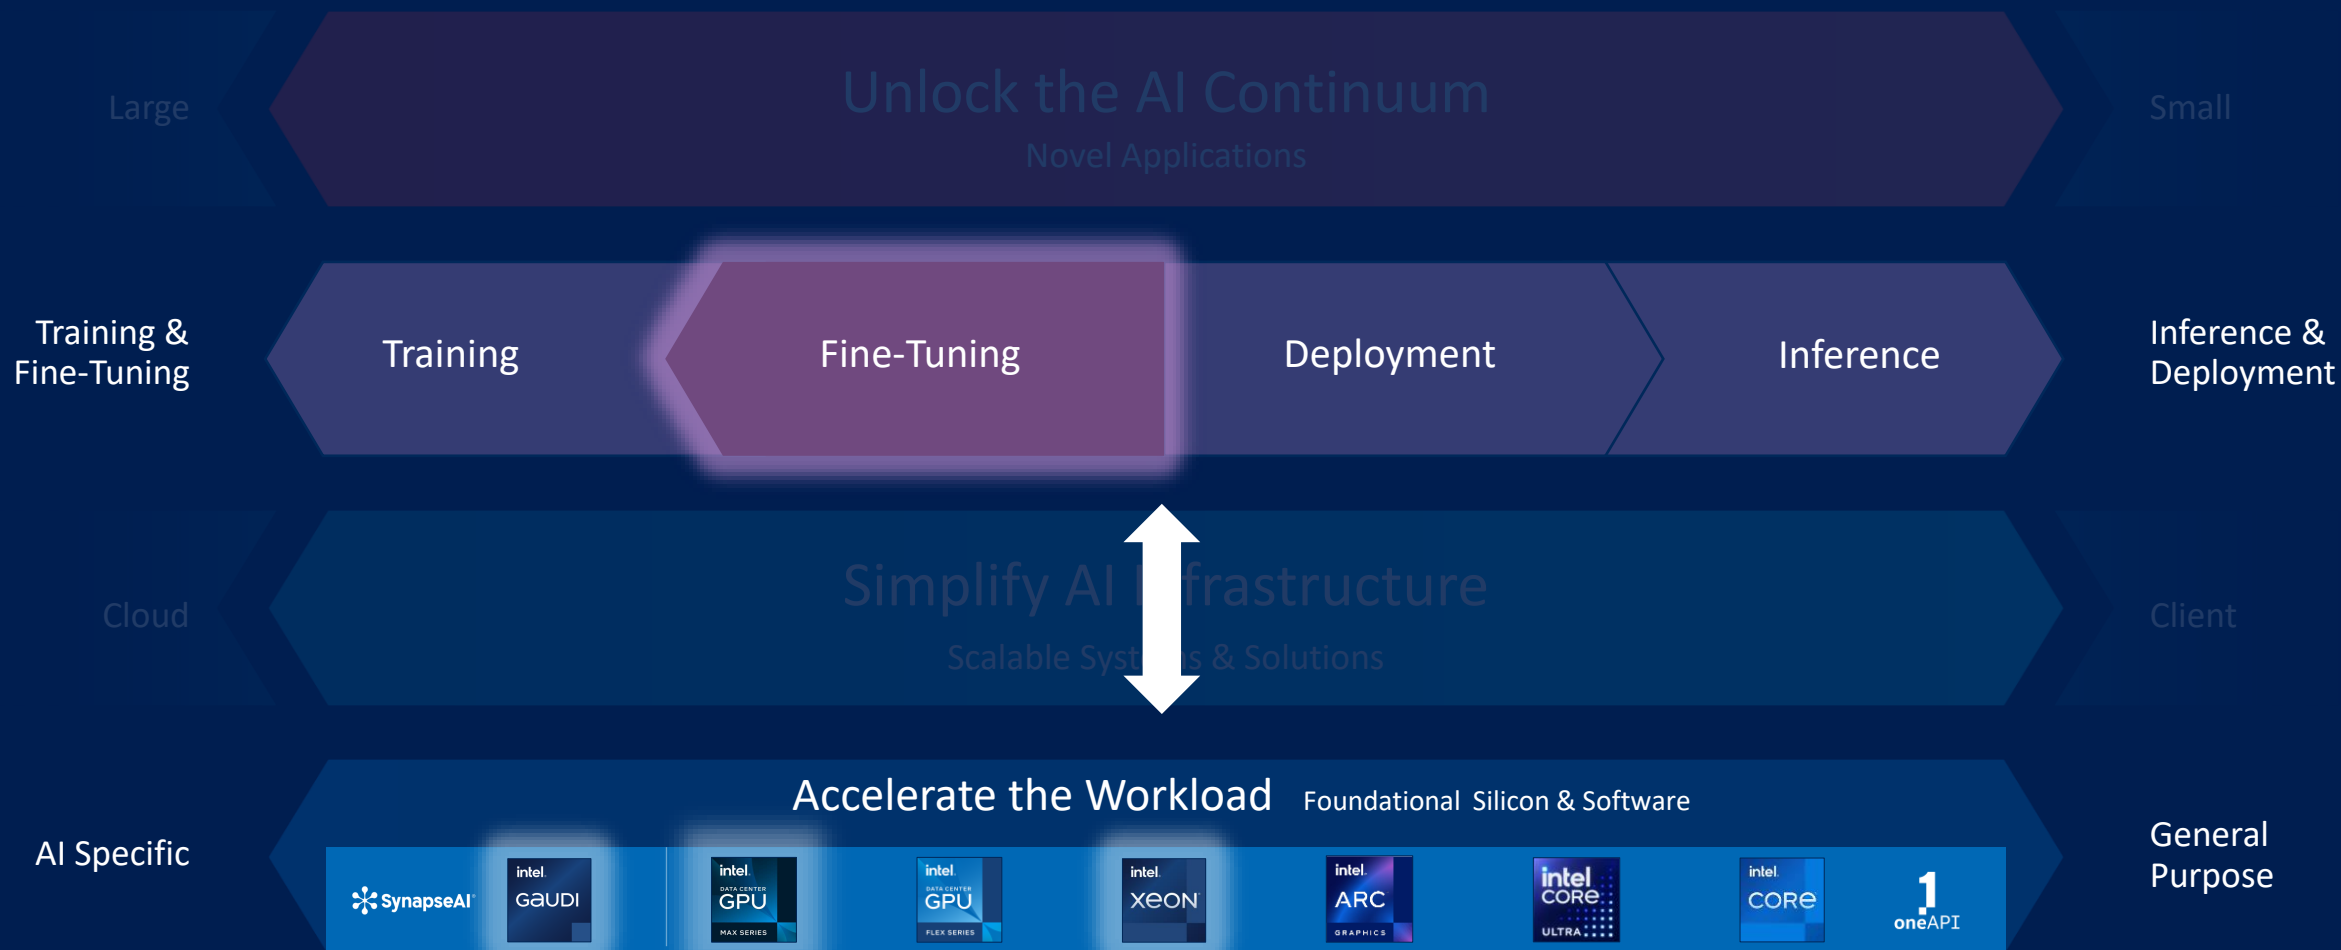 Large
Unlock the AI Continuum
Novel Applications
Small
Training &
Fine-Tuning
Training
Fine-Tuning
Deployment
Inference
Inference &
Deployment
Cloud
Simplify AI Infrastructure
Scalable Systems & Solutions
Client
AI Specific
Accelerate the Workload Foundational Silicon & Software
General
Purpose
SynapseAI
intel
GAUDI
intel
DATA CENTER
GPU
MAX SERIES
intel
DATA CENTER
GPU
FLEX SERIES
intel
XEON
intel
ARC
GRAPHICS
intel
CORE
ULTRA
intel
CORE
1
oneAPI